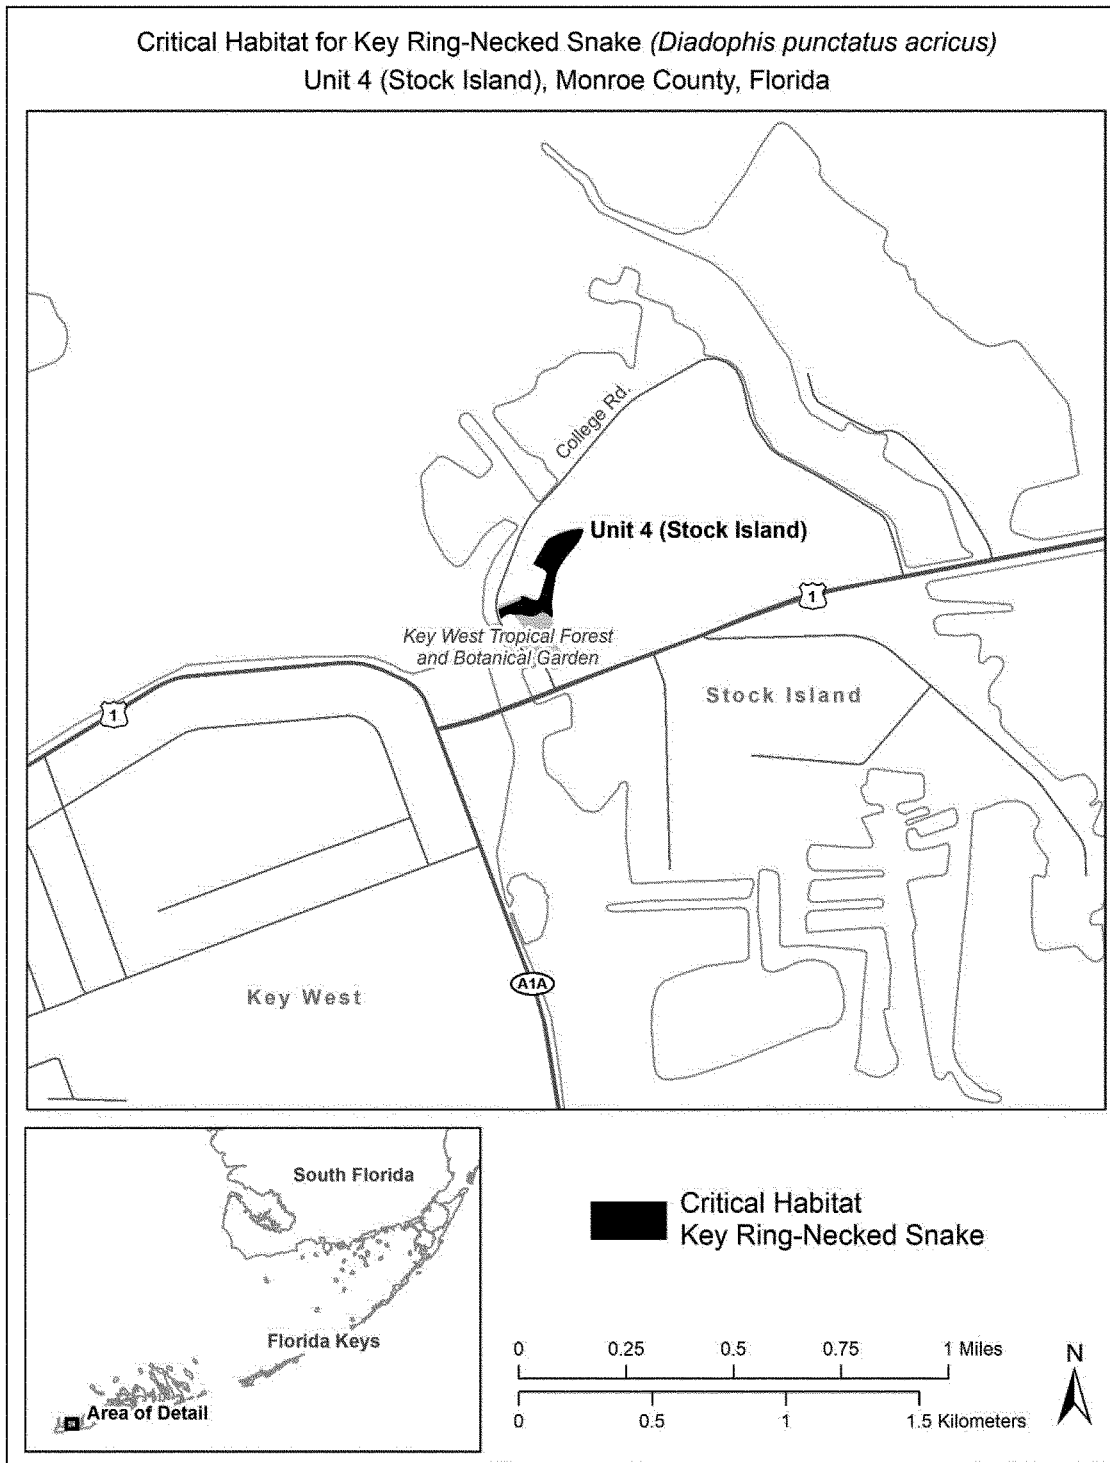 Critical Habitat for Key Ring-Necked Snake (Diadophis punctatus acricus)
Unit 4 (Stock Island), Monroe County, Florida
College Rd.
Unit 4 (Stock Island)
1
Key West Tropical Forest
and Botanical Garden
Stock Island
1
A1A
Key West
South Florida
Florida Keys
Area of Detail
Critical Habitat
Key Ring-Necked Snake
0 0.25 0.5 0.75 1 Miles
0 0.5 1 1.5 Kilometers
N